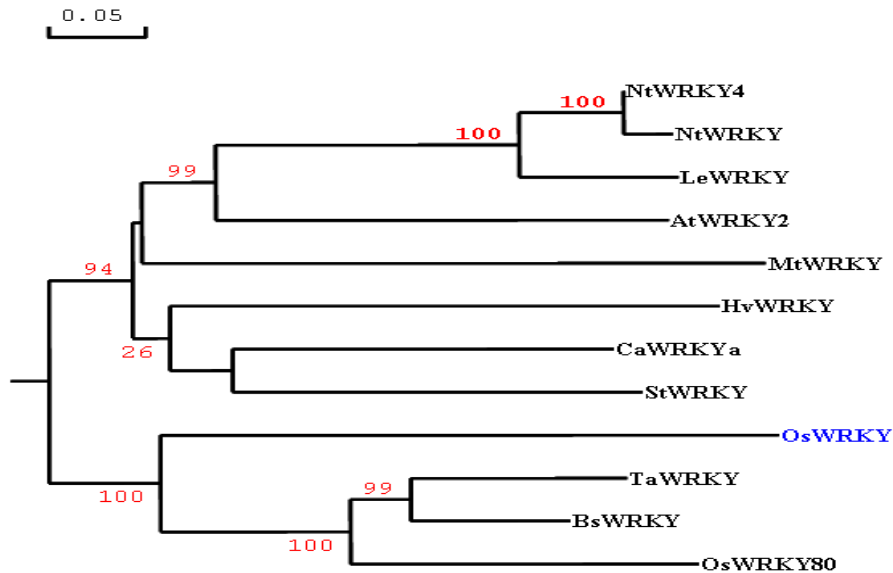 0.05
100 NtWRKY4
100 NtWRKY
99 LeWRKY
AtWRKY2
94 MtWRKY
HvWRKY
26 CaWRKYa
StWRKY
OsWRKY
99 TaWRKY
100 BsWRKY
100 OsWRKY80